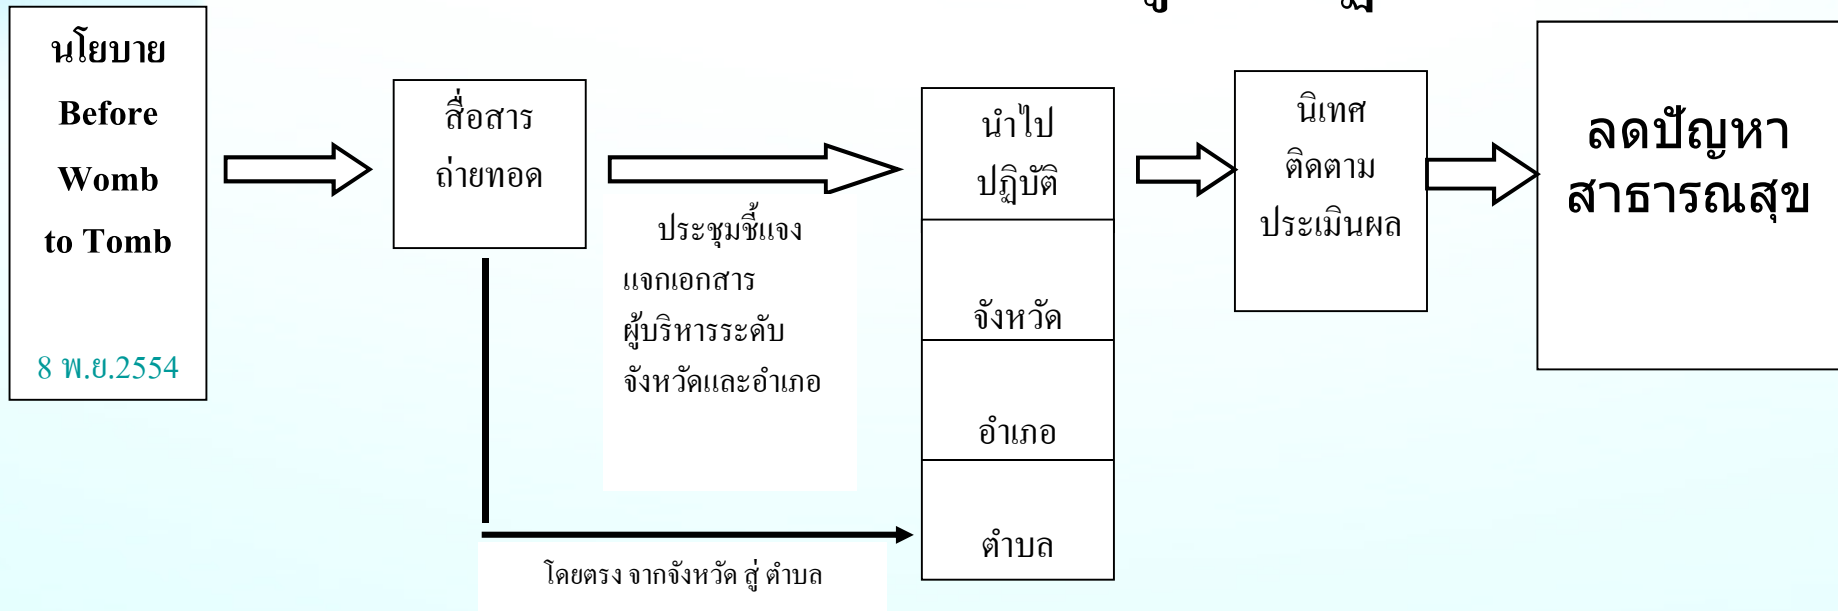 นโยบาย
Before
Womb
to Tomb
8 พ.ย.2554
สื่อสาร
ถ่ายทอด
ประชุมชี้แจง
แจกเอกสาร
ผู้บริหารระดับ
จังหวัดและอำเภอ
โดยตรง จากจังหวัด สู่ ตำบล
นำไป
ปฏิบัติ
จังหวัด
อำเภอ
ตำบล
นิเทศ
ติดตาม
ประเมินผล
ลดปัญหา
สาธารณสุข